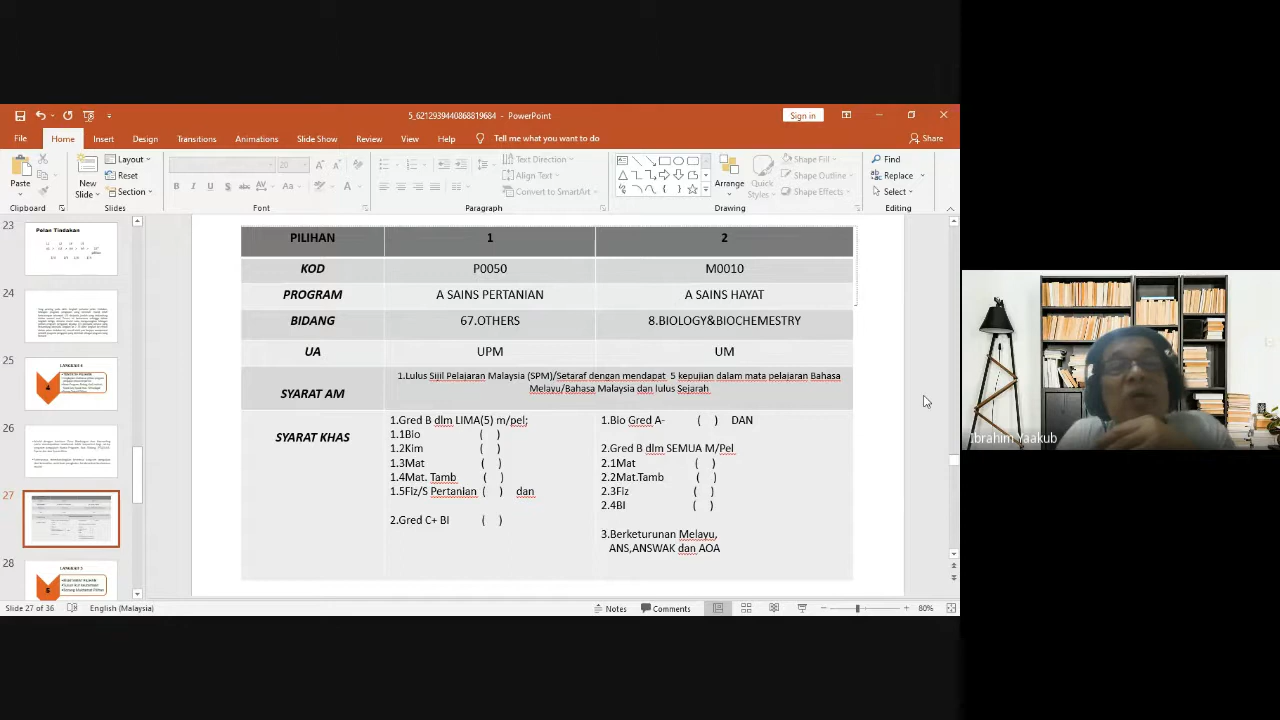 5_6212939440868819684 - PowerPoint
Sign in
File Home Insert Design Transitions Animations Slide Show Review View Help Tell me what you want to do Share
Paste New Slide Layout Reset Section
20
Text Direction Align Text Convert to SmartArt
Arrange Quick Styles Shape Fill Shape Outline Shape Effects
Find Replace Select
Clipboard Slides Font Paragraph Drawing Editing
23
Pelan Tindakan
24
25
4
26
27
28
5
PILIHAN 1 2
KOD P0050 M0010
PROGRAM A SAINS PERTANIAN A SAINS HAYAT
BIDANG 67.OTHERS 8.BIOLOGY&BIOCHEMESTRY
UA UPM UM
SYARAT AM
1.Lulus Sijil Pelajaran Malaysia (SPM)/Setaraf dengan mendapat 5 kepujian dalam mata pelajaran Bahasa
Melayu/Bahasa Malaysia dan lulus Sejarah
SYARAT KHAS
1.Gred B dlm LIMA(5) m/pel;
1.1Bio ( )
1.2Kim ( )
1.3Mat ( )
1.4Mat. Tamb ( )
1.5Fiz/S Pertanian ( ) dan
2.Gred C+ BI ( )
1.Bio Gred A- ( ) DAN
2.Gred B dlm SEMUA M/Pel
2.1Mat ( )
2.2Mat.Tamb ( )
2.3Fiz ( )
2.4BI ( )
3.Berketurunan Melayu,
ANS,ANSWAK dan AOA
Ibrahim Yaakub
Slide 27 of 36 English (Malaysia) Notes Comments 80%